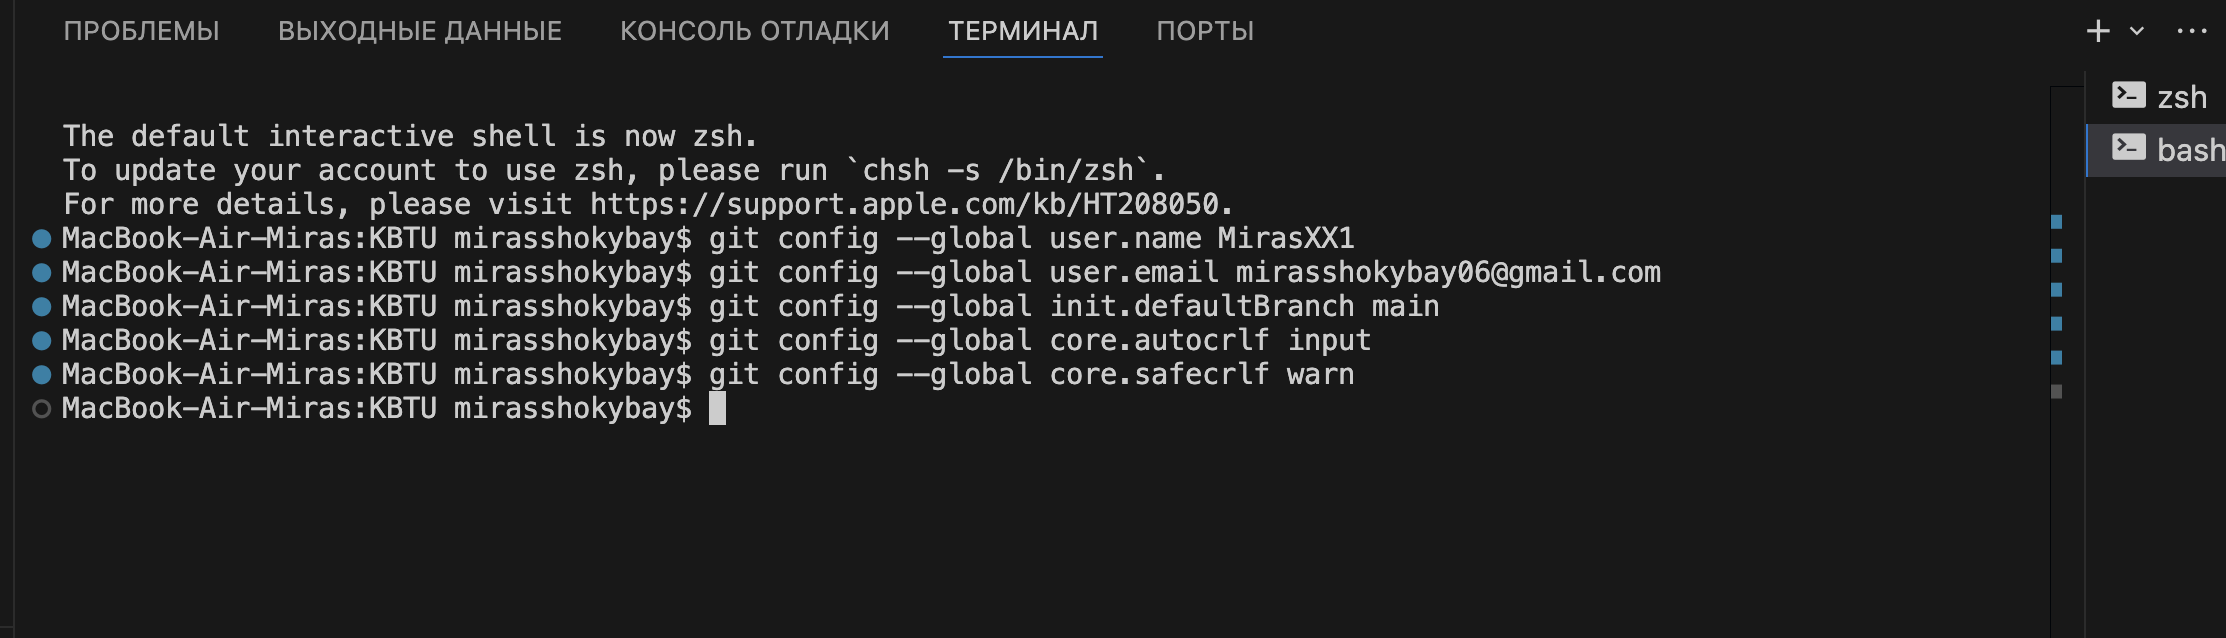 ПРОБЛЕМЫ ВЫХОДНЫЕ ДАННЫЕ КОНСОЛЬ ОТЛАДКИ ТЕРМИНАЛ ПОРТЫ
zsh
bash
The default interactive shell is now zsh.
To update your account to use zsh, please run `chsh -s /bin/zsh`.
For more details, please visit https://support.apple.com/kb/HT208050.
MacBook-Air-Miras:KBTU mirasshokybay$ git config --global user.name MirasXX1
MacBook-Air-Miras:KBTU mirasshokybay$ git config --global user.email mirasshokybay06@gmail.com
MacBook-Air-Miras:KBTU mirasshokybay$ git config --global init.defaultBranch main
MacBook-Air-Miras:KBTU mirasshokybay$ git config --global core.autocrlf input
MacBook-Air-Miras:KBTU mirasshokybay$ git config --global core.safecrlf warn
MacBook-Air-Miras:KBTU mirasshokybay$